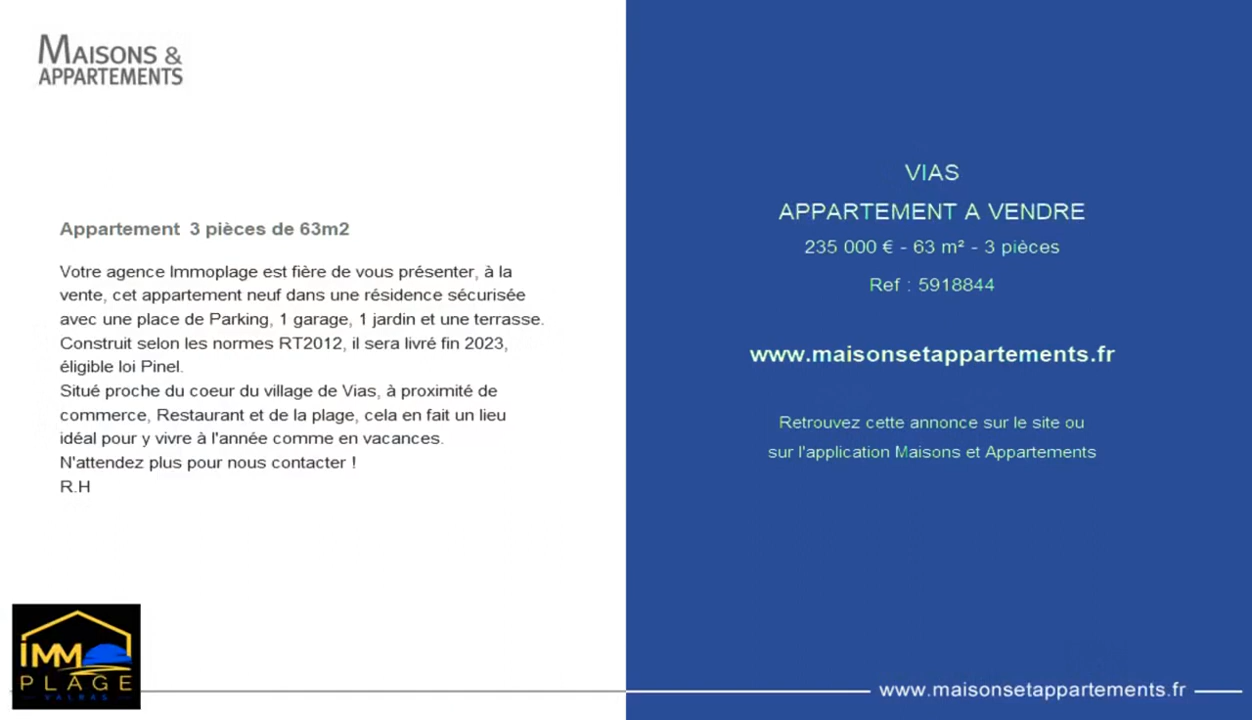 MAISONS &
APPARTEMENTS
Appartement 3 pièces de 63m2
Votre agence Immoplage est fière de vous présenter, à la
vente, cet appartement neuf dans une résidence sécurisée
avec une place de Parking, 1 garage, 1 jardin et une terrasse.
Construit selon les normes RT2012, il sera livré fin 2023,
éligible loi Pinel.
Situé proche du coeur du village de Vias, à proximité de
commerce, Restaurant et de la plage, cela en fait un lieu
idéal pour y vivre à l'année comme en vacances.
N'attendez plus pour nous contacter !
R.H
IMM
PLAGE
VALRAS
VIAS
APPARTEMENT A VENDRE
235 000 € - 63 m² - 3 pièces
Ref : 5918844
www.maisonsetappartements.fr
Retrouvez cette annonce sur le site ou
sur l'application Maisons et Appartements
www.maisonsetappartements.fr